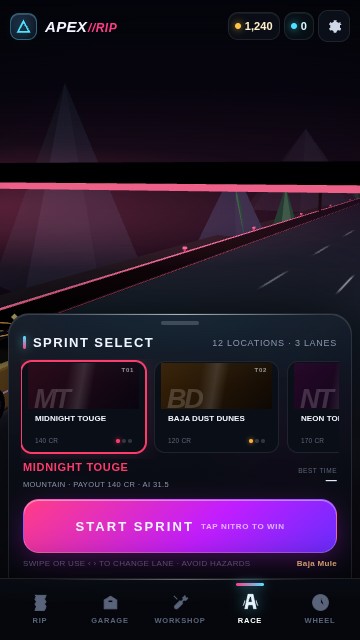 APEX//RIP
1,240
0
SPRINT SELECT
12 LOCATIONS · 3 LANES
T01
MT
MIDNIGHT TOUGE
140 CR
T02
BD
BAJA DUST DUNES
120 CR
NT
NEON TO
170 CR
MIDNIGHT TOUGE
BEST TIME
MOUNTAIN · PAYOUT 140 CR · AI 31.5
—
START SPRINT TAP NITRO TO WIN
SWIPE OR USE ‹ › TO CHANGE LANE · AVOID HAZARDS
Baja Mule
RIP
GARAGE
WORKSHOP
RACE
WHEEL